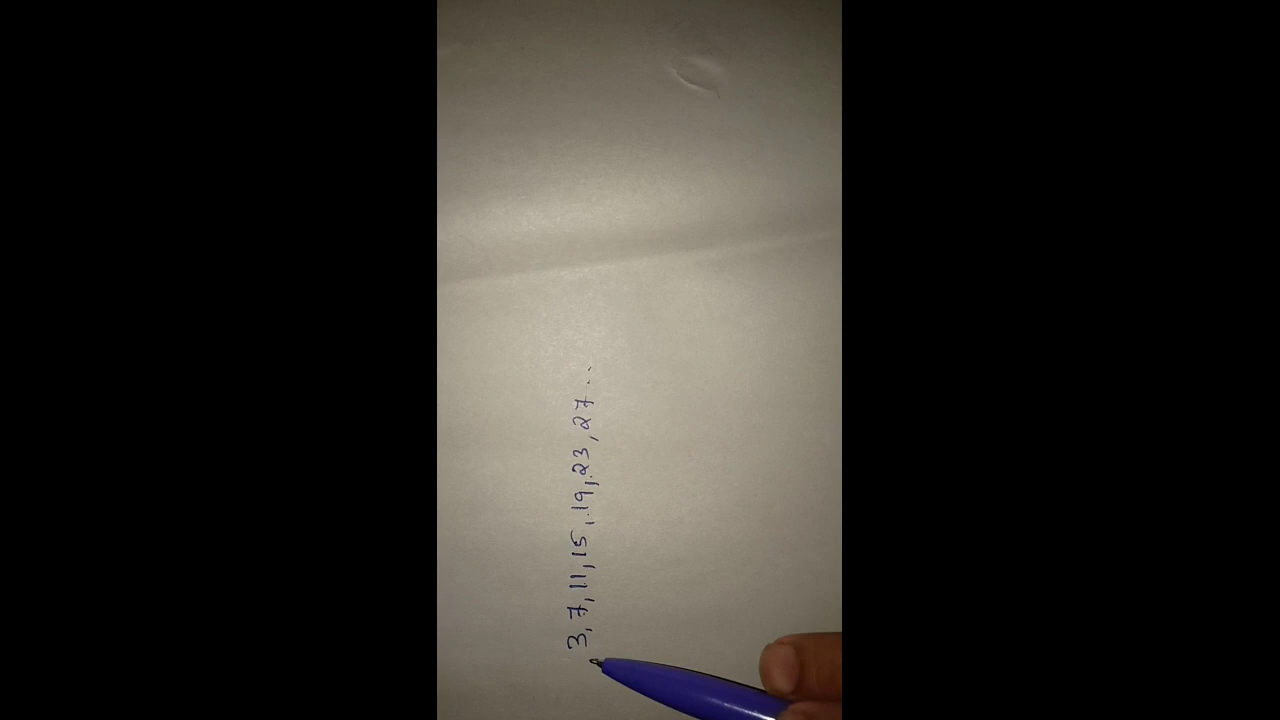 3, 7, 11, 15, 19, 23, 27...